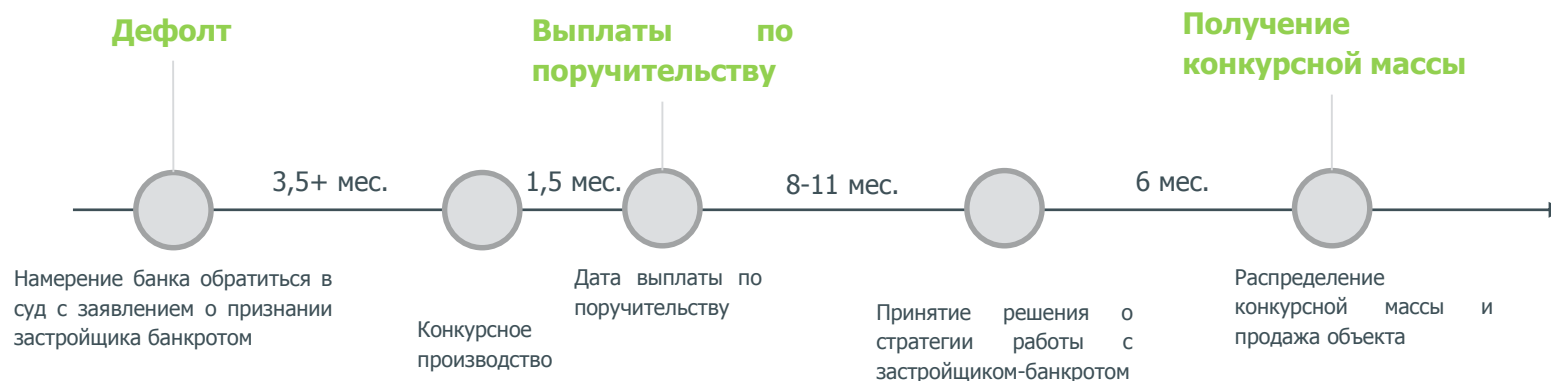 Дефолт
Выплаты по
поручительству
Получение
конкурсной массы
3,5+ мес.
1,5 мес.
8-11 мес.
6 мес.
Намерение банка обратиться в
суд с заявлением о признании
застройщика банкротом
Конкурсное
производство
Дата выплаты по
поручительству
Принятие решения о
стратегии работы с
застройщиком-банкротом
Распределение
конкурсной массы и
продажа объекта